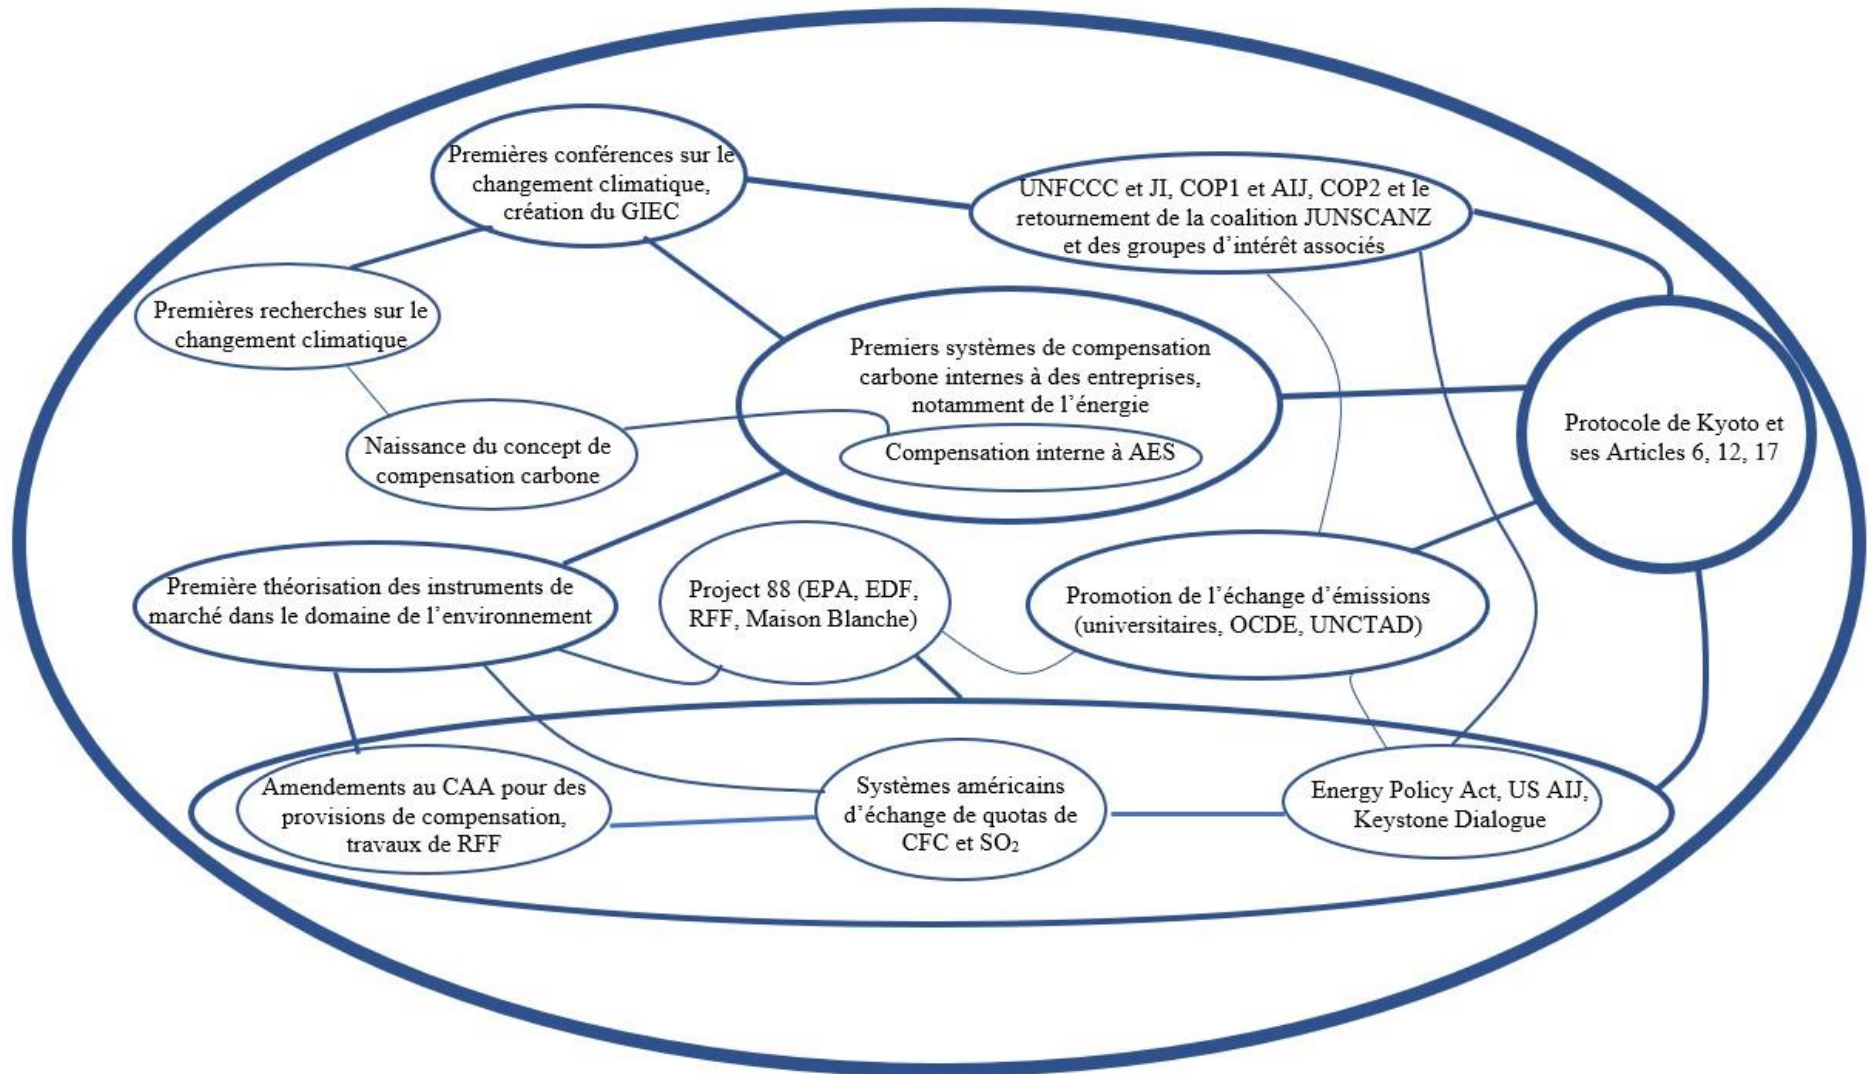 Premières conférences sur le
changement climatique,
création du GIEC
UNFCCC et JI, COP1 et AIJ, COP2 et le
retournement de la coalition JUNSCANZ
et des groupes d’intérêt associés
Premières recherches sur le
changement climatique
Premiers systèmes de compensation
carbone internes à des entreprises,
notamment de l’énergie
Compensation interne à AES
Naissance du concept de
compensation carbone
Protocole de Kyoto et
ses Articles 6, 12, 17
Première théorisation des instruments de
marché dans le domaine de l’environnement
Project 88 (EPA, EDF,
RFF, Maison Blanche)
Promotion de l’échange d’émissions
(universitaires, OCDE, UNCTAD)
Amendements au CAA pour des
provisions de compensation,
travaux de RFF
Systèmes américains
d’échange de quotas de
CFC et SO₂
Energy Policy Act, US AIJ,
Keystone Dialogue